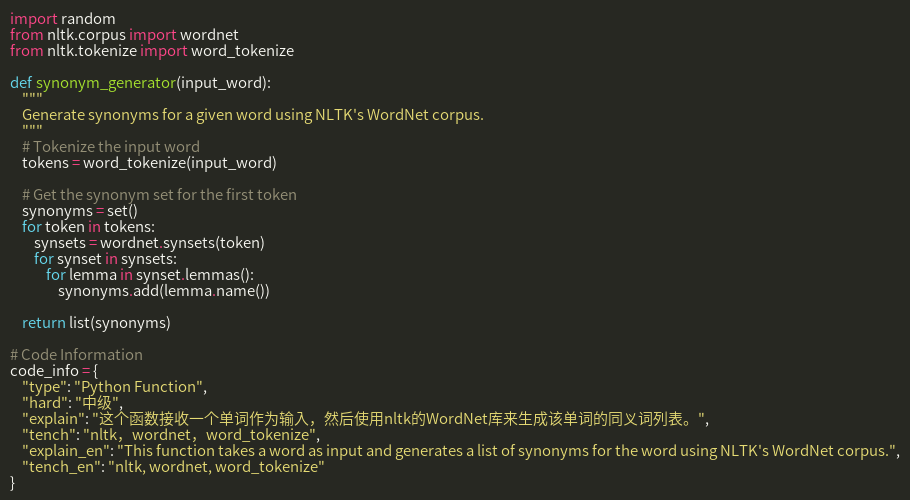 import random
from nltk.corpus import wordnet
from nltk.tokenize import word_tokenize

def synonym_generator(input_word):
    """
    Generate synonyms for a given word using NLTK's WordNet corpus.
    """
    # Tokenize the input word
    tokens = word_tokenize(input_word)

    # Get the synonym set for the first token
    synonyms = set()
    for token in tokens:
        synsets = wordnet.synsets(token)
        for synset in synsets:
            for lemma in synset.lemmas():
                synonyms.add(lemma.name())

    return list(synonyms)

# Code Information
code_info = {
    "type": "Python Function",
    "hard": "中级",
    "explain": "这个函数接收一个单词作为输入，然后使用nltk的WordNet库来生成该单词的同义词列表。",
    "tench": "nltk，wordnet，word_tokenize",
    "explain_en": "This function takes a word as input and generates a list of synonyms for the word using NLTK's WordNet corpus.",
    "tench_en": "nltk, wordnet, word_tokenize"
}